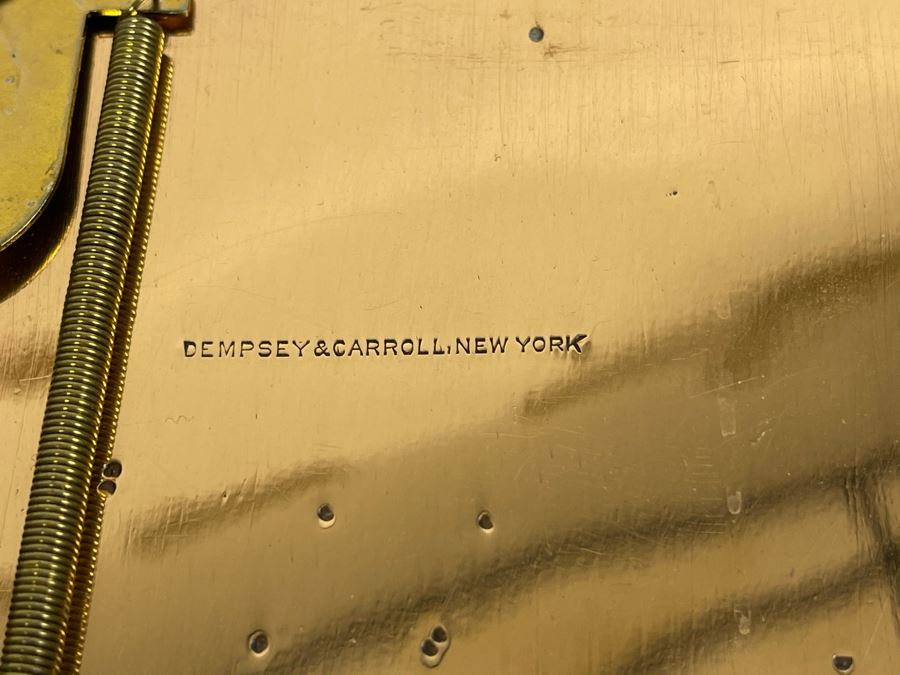 DEMPSEY & CARROLL, NEW YORK